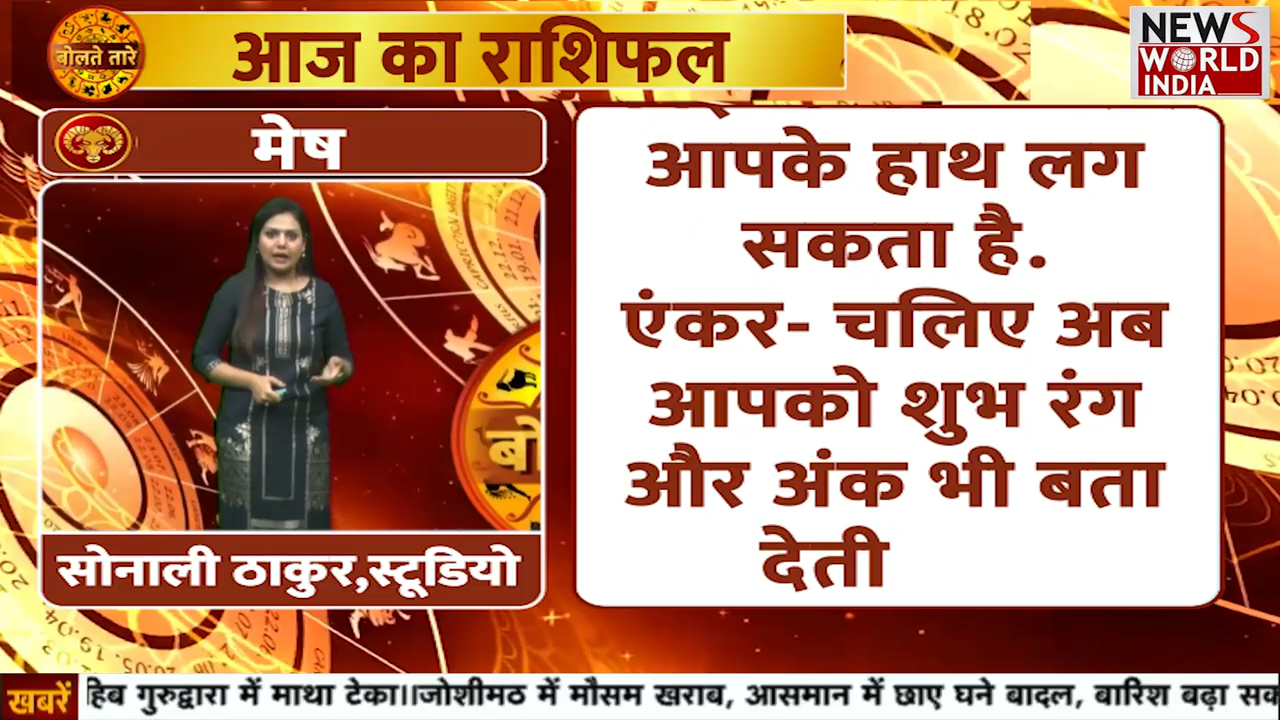 बोलते तारे
आज का राशिफल
NEWS
WORLD
INDIA
मेष
आपके हाथ लग
सकता है.
एंकर- चलिए अब
आपको शुभ रंग
और अंक भी बता
देती
सोनाली ठाकुर,स्टूडियो
खबरें
हिब गुरुद्वारा में माथा टेका।।जोशीमठ में मौसम खराब, आसमान में छाए घने बादल, बारिश बढ़ा सक